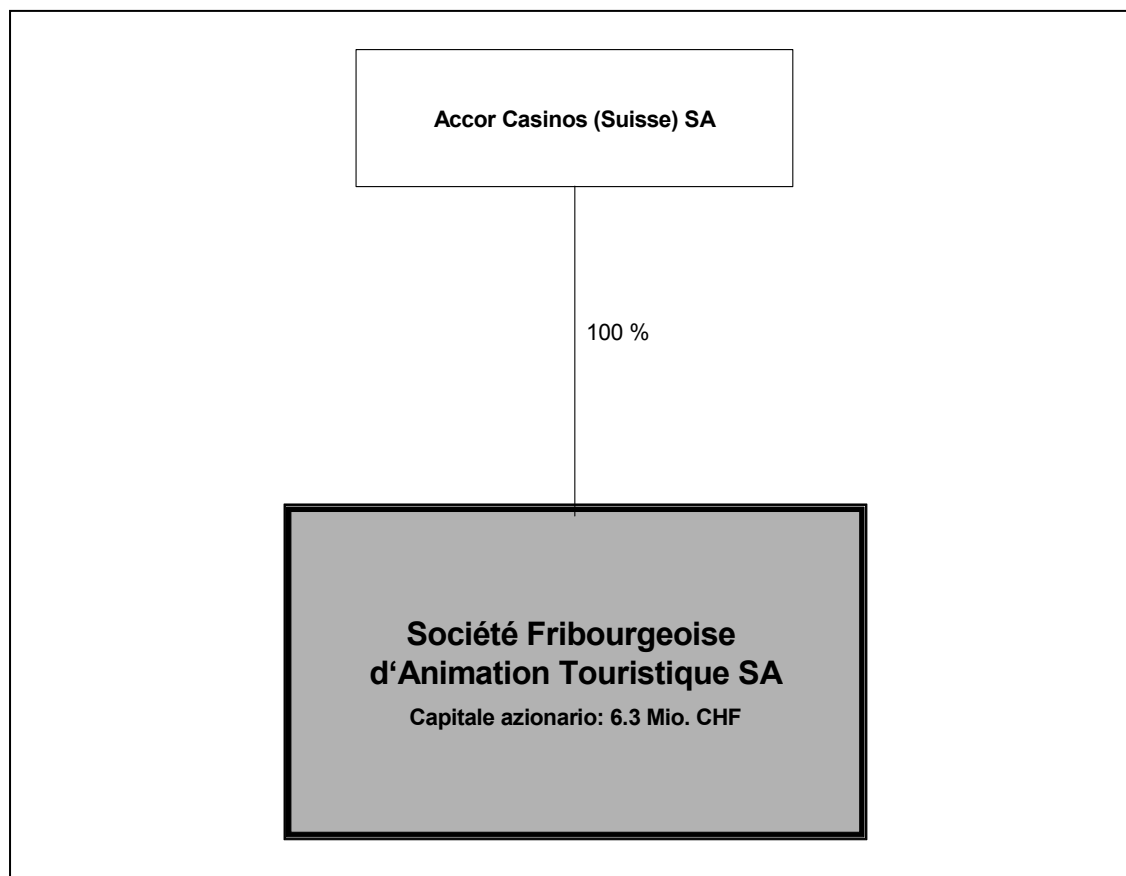 Accor Casinos (Suisse) SA
100 %
Société Fribourgeoise
d‘Animation Touristique SA
Capitale azionario: 6.3 Mio. CHF